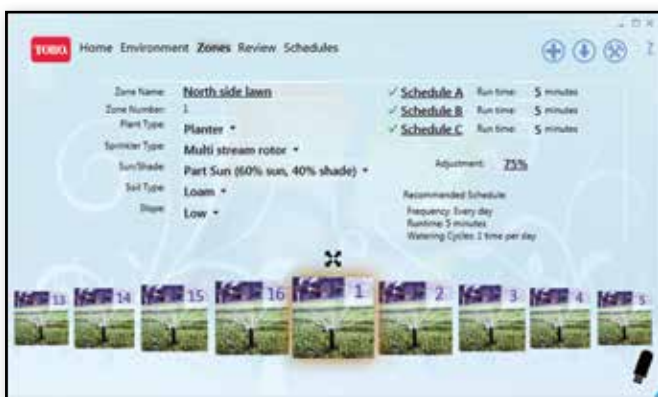 TORO.
Home Environment Zones Review Schedules
?
Zone Name: North side lawn
Zone Number: 1
Plant Type: Planter
Sprinkler Type: Multi stream rotor
Sun/Shade: Part Sun (60% sun, 40% shade)
Soil Type: Loam
Slope: Low
✓ Schedule A Run time: 5 minutes
✓ Schedule B Run time: 5 minutes
✓ Schedule C Run time: 5 minutes
Adjustment: 75%
Recommended Schedule:
Frequency: Every day
Runtime: 5 minutes
Watering Cycles: 1 time per day
13 14 15 16 1 2 3 4 5